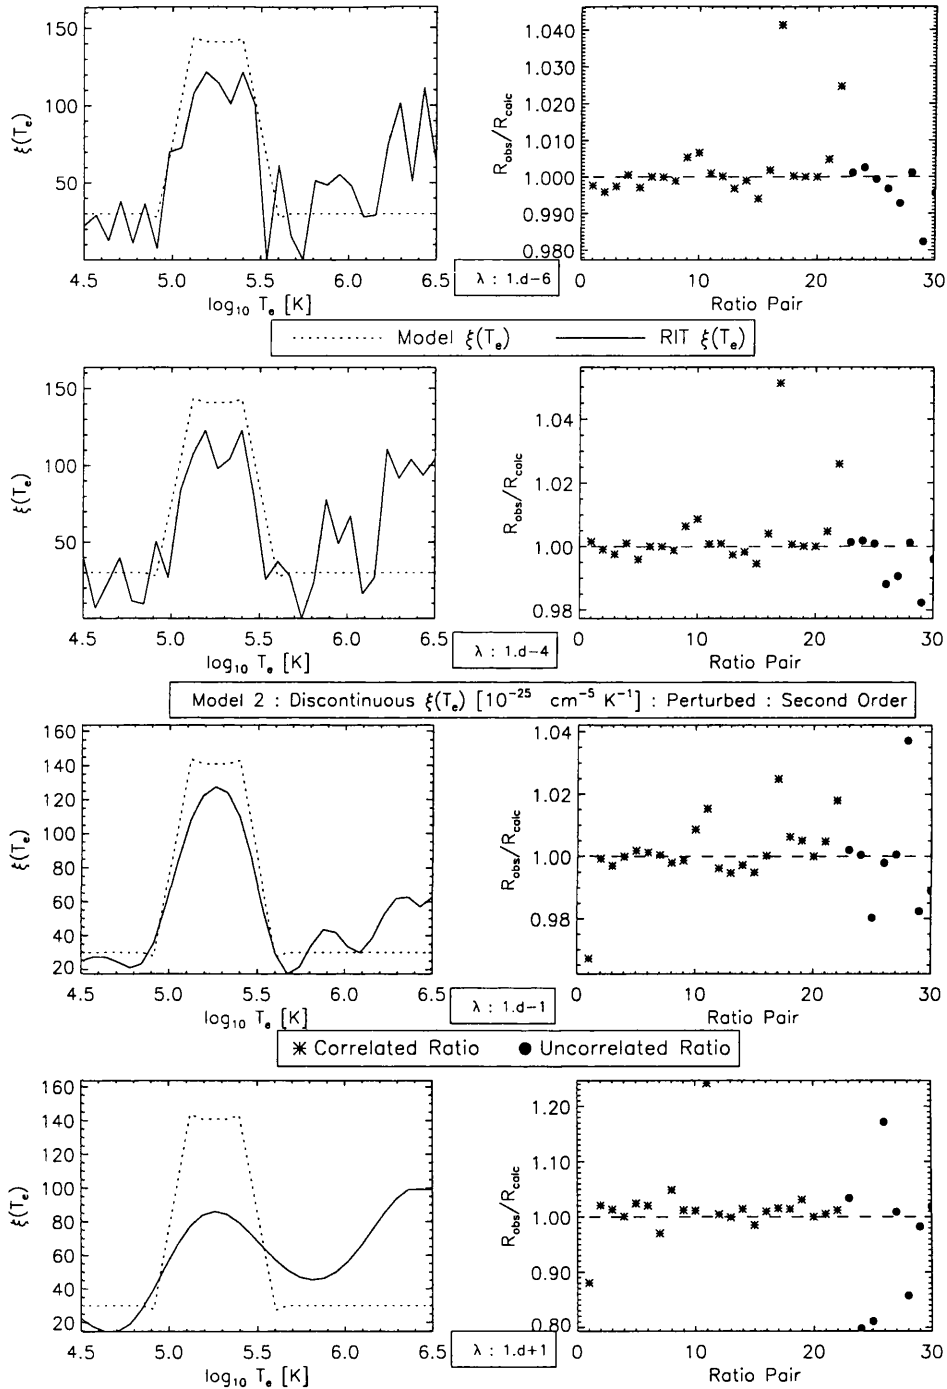 150
100
50
ξ(Tₑ)
4.5 5.0 5.5 6.0 6.5
log₁₀ Tₑ [K]
λ : 1.d−6
1.040
1.030
1.020
1.010
1.000
0.990
0.980
R_obs/R_calc
0 10 20 30
Ratio Pair
Model ξ(Tₑ) RIT ξ(Tₑ)
150
100
50
ξ(Tₑ)
4.5 5.0 5.5 6.0 6.5
log₁₀ Tₑ [K]
λ : 1.d−4
1.04
1.02
1.00
0.98
R_obs/R_calc
0 10 20 30
Ratio Pair
Model 2 : Discontinuous ξ(Tₑ) [10⁻²⁵ cm⁻⁵ K⁻¹] : Perturbed : Second Order
160
140
120
100
80
60
40
20
ξ(Tₑ)
4.5 5.0 5.5 6.0 6.5
log₁₀ Tₑ [K]
λ : 1.d−1
1.04
1.02
1.00
0.98
R_obs/R_calc
0 10 20 30
Ratio Pair
Correlated Ratio Uncorrelated Ratio
160
140
120
100
80
60
40
20
ξ(Tₑ)
4.5 5.0 5.5 6.0 6.5
log₁₀ Tₑ [K]
λ : 1.d+1
1.20
1.10
1.00
0.90
0.80
R_obs/R_calc
0 10 20 30
Ratio Pair